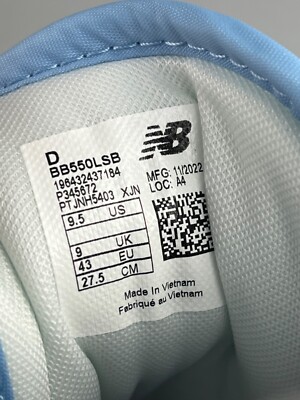 D
BB550LSB
196432437184
P345672
PTJNH5403 XJN
NB
MFG: 11/2022
LOC: A4
9.5 US
9 UK
43 EU
27.5 CM
Made In Vietnam
Fabriqué au Vietnam